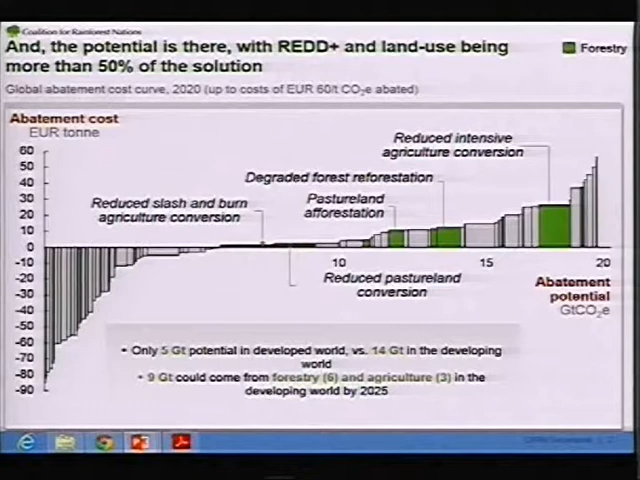 Coalition for Rainforest Nations
And, the potential is there, with REDD+ and land-use being
more than 50% of the solution
Forestry
Global abatement cost curve, 2020 (up to costs of EUR 60/t CO₂e abated)
Abatement cost
EUR tonne
60
50
40
30
20
10
0
-10
-20
-30
-40
-50
-60
-70
-80
-90
Reduced intensive
agriculture conversion
Degraded forest reforestation
Pastureland
afforestation
Reduced slash and burn
agriculture conversion
10
15
20
Reduced pastureland
conversion
Abatement
potential
GtCO₂e
• Only 5 Gt potential in developed world, vs. 14 Gt in the developing
world
• 9 Gt could come from forestry (6) and agriculture (3) in the
developing world by 2025